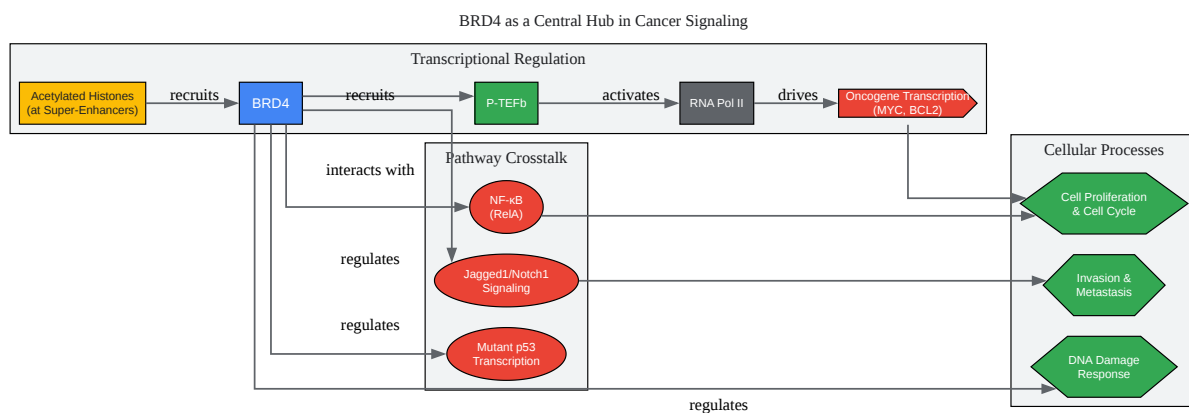 BRD4 as a Central Hub in Cancer Signaling
Transcriptional Regulation
Acetylated Histones
(at Super-Enhancers)
recruits
BRD4
recruits
P-TEFb
activates
RNA Pol II
drives
Oncogene Transcription
(MYC, BCL2)
Pathway Crosstalk
interacts with
NF-κB
(RelA)
regulates
Jagged1/Notch1
Signaling
regulates
Mutant p53
Transcription
Cellular Processes
Cell Proliferation
& Cell Cycle
Invasion &
Metastasis
DNA Damage
Response
regulates